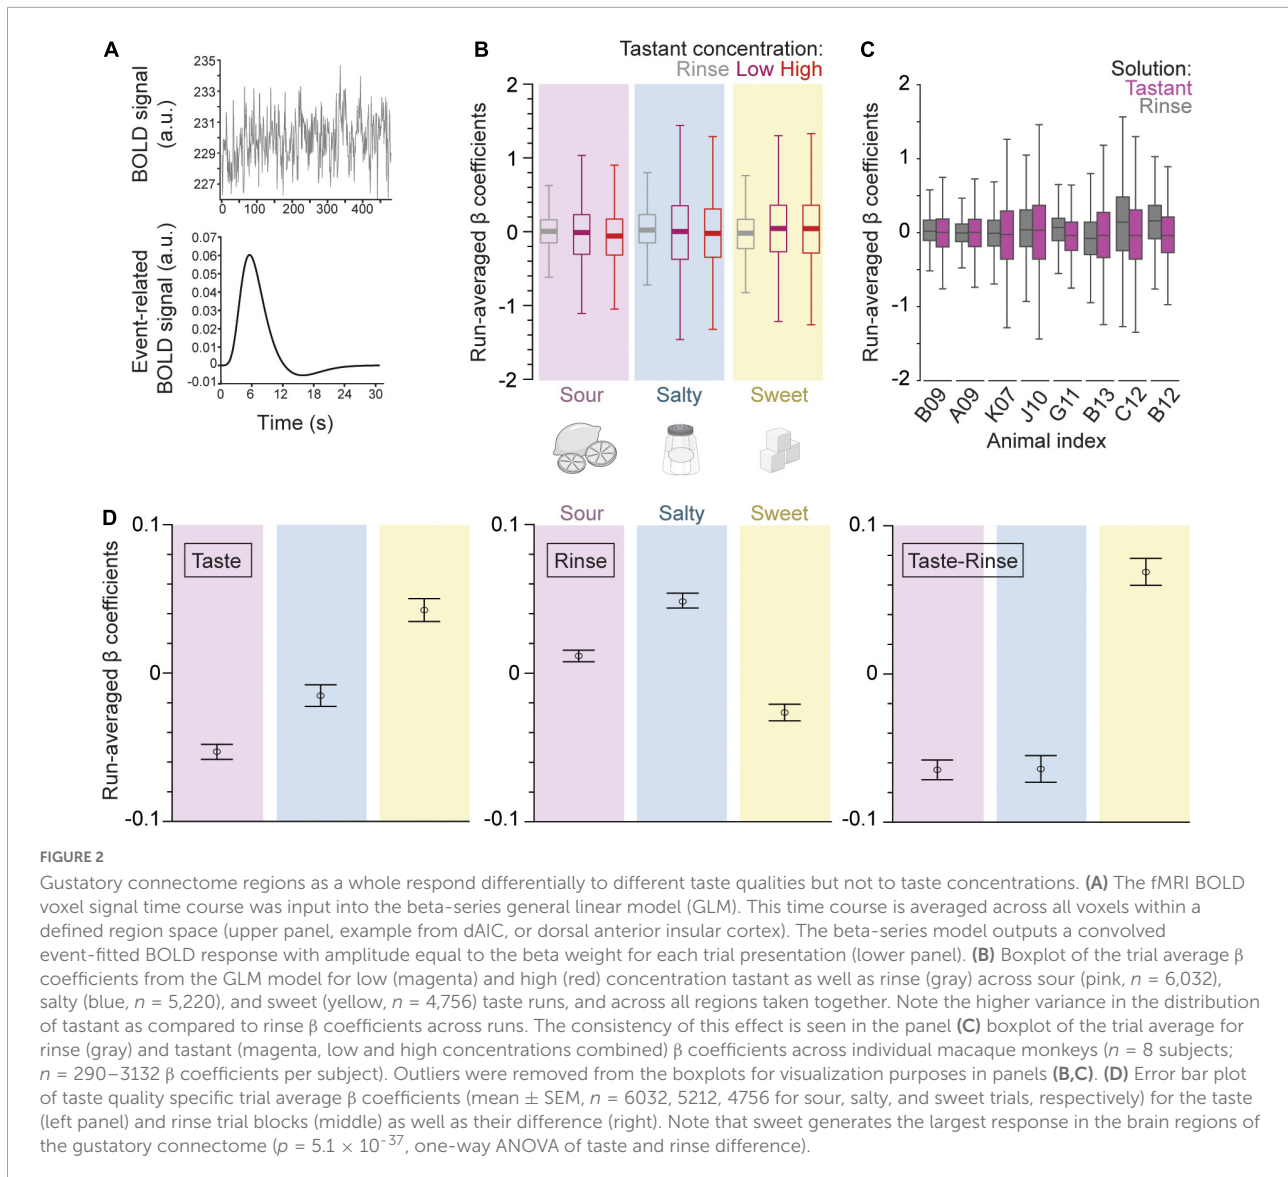 A
BOLD signal
(a.u.)
235
233
231
229
227
0 100 200 300 400
Event-related
BOLD signal (a.u.)
0.07
0.06
0.05
0.04
0.03
0.02
0.01
0
-0.01
0 6 12 18 24 30
Time (s)
B
Tastant concentration:
Rinse Low High
Run-averaged β coefficients
2
1
0
-1
-2
Sour Salty Sweet
C
Solution:
Tastant
Rinse
Run-averaged β coefficients
2
1
0
-1
-2
B09 A09 K07 J10 G11 B13 C12 B12
Animal index
D
Run-averaged β coefficients
0.1
0
-0.1
Taste
Sour Salty Sweet
0.1
0
-0.1
Rinse
0.1
0
-0.1
Taste-Rinse
FIGURE 2
Gustatory connectome regions as a whole respond differentially to different taste qualities but not to taste concentrations. (A) The fMRI BOLD
voxel signal time course was input into the beta-series general linear model (GLM). This time course is averaged across all voxels within a
defined region space (upper panel, example from dAIC, or dorsal anterior insular cortex). The beta-series model outputs a convolved
event-fitted BOLD response with amplitude equal to the beta weight for each trial presentation (lower panel). (B) Boxplot of the trial average β
coefficients from the GLM model for low (magenta) and high (red) concentration tastant as well as rinse (gray) across sour (pink, n = 6,032),
salty (blue, n = 5,220), and sweet (yellow, n = 4,756) taste runs, and across all regions taken together. Note the higher variance in the distribution
of tastant as compared to rinse β coefficients across runs. The consistency of this effect is seen in the panel (C) boxplot of the trial average for
rinse (gray) and tastant (magenta, low and high concentrations combined) β coefficients across individual macaque monkeys (n = 8 subjects;
n = 290–3132 β coefficients per subject). Outliers were removed from the boxplots for visualization purposes in panels (B,C). (D) Error bar plot
of taste quality specific trial average β coefficients (mean ± SEM, n = 6032, 5212, 4756 for sour, salty, and sweet trials, respectively) for the taste
(left panel) and rinse trial blocks (middle) as well as their difference (right). Note that sweet generates the largest response in the brain regions of
the gustatory connectome (p = 5.1 × 10⁻³⁷, one-way ANOVA of taste and rinse difference).